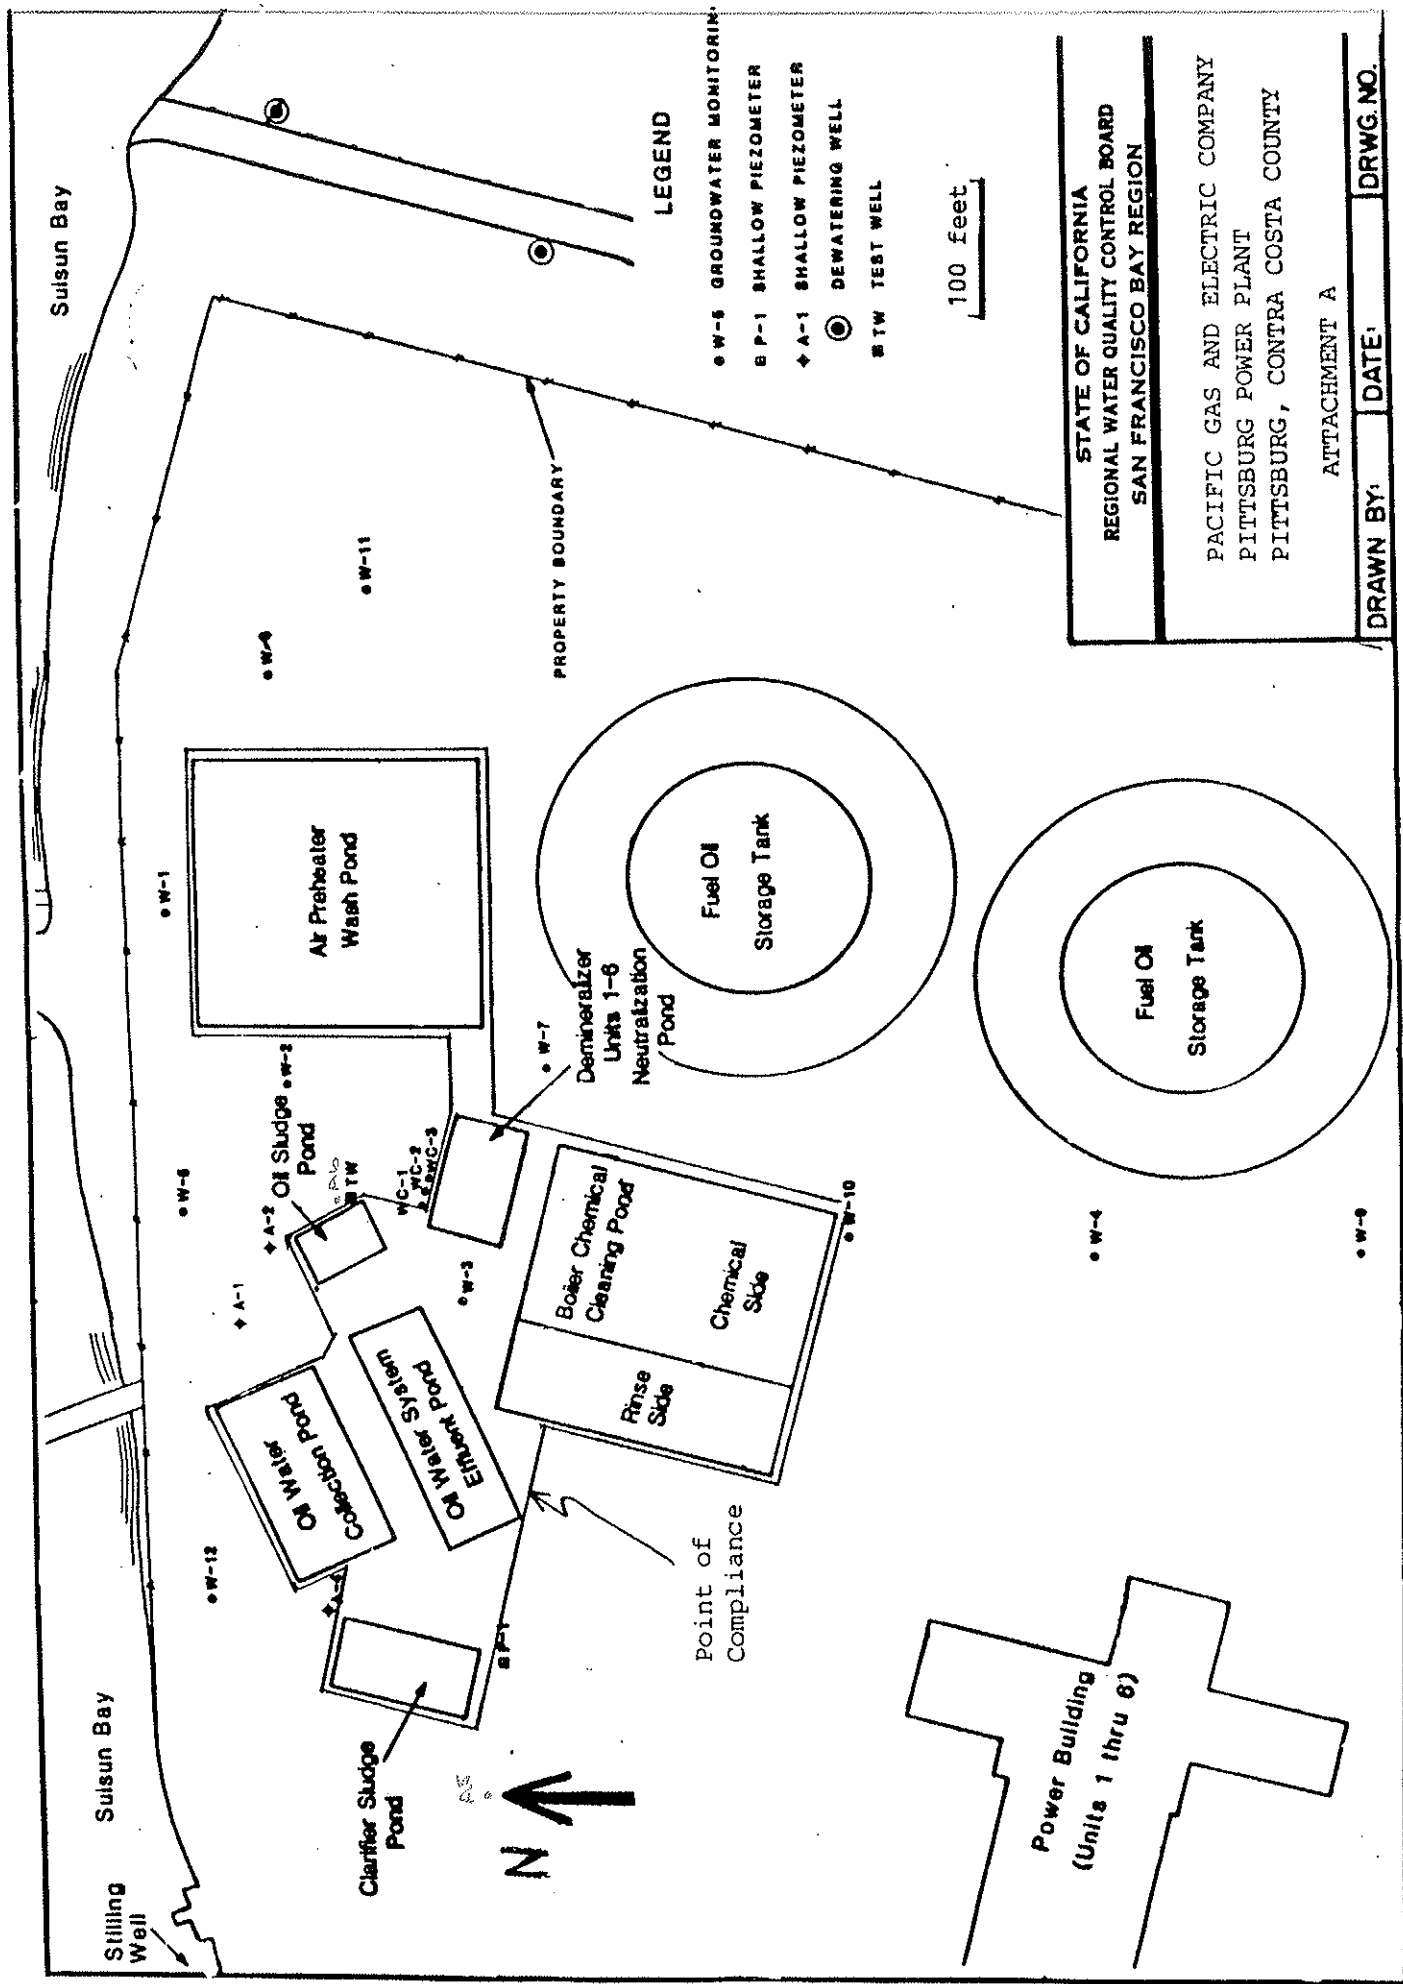 Suisun Bay
Suisun Bay
Stilling
Well
W-12
W-5
W-1
W-11
A-1
A-2
Oil Sludge
Pond
W-2
TW
WC-1
WC-2
WC-3
W-3
W-7
Air Preheater
Wash Pond
Oil Water
Collection Pond
Oil Water System
Effluent Pond
Clarifier Sludge
Pond
P-1
N
Demineralizer
Units 1-6
Neutralization
Pond
Boiler Chemical
Cleaning Pond
Rinse
Side
Chemical
Side
W-10
Point of
Compliance
Fuel Oil
Storage Tank
Fuel Oil
Storage Tank
W-4
Power Building
(Units 1 thru 6)
PROPERTY BOUNDARY
LEGEND
W-5 GROUNDWATER MONITORIN
P-1 SHALLOW PIEZOMETER
A-1 SHALLOW PIEZOMETER
DEWATERING WELL
TW TEST WELL
100 feet
STATE OF CALIFORNIA
REGIONAL WATER QUALITY CONTROL BOARD
SAN FRANCISCO BAY REGION
PACIFIC GAS AND ELECTRIC COMPANY
PITTSBURG POWER PLANT
PITTSBURG, CONTRA COSTA COUNTY
ATTACHMENT A
DRAWN BY: DATE: DRWG. NO.